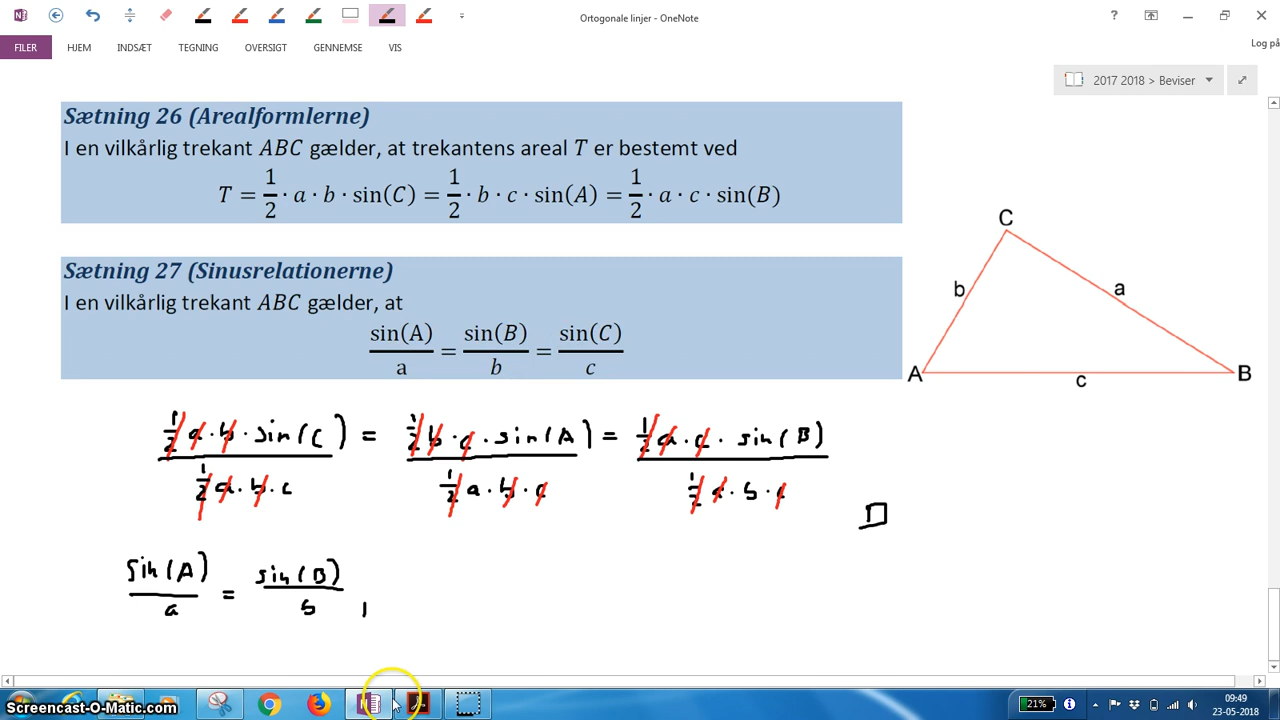 Ortogonale linjer - OneNote
?
Log på
FILER HJEM INDSÆT TEGNING OVERSIGT GENNEMSE VIS
2017 2018 > Beviser
Sætning 26 (Arealformlerne)
I en vilkårlig trekant ABC gælder, at trekantens areal T er bestemt ved
T = 1/2 · a · b · sin(C) = 1/2 · b · c · sin(A) = 1/2 · a · c · sin(B)
Sætning 27 (Sinusrelationerne)
I en vilkårlig trekant ABC gælder, at
sin(A)/a = sin(B)/b = sin(C)/c
C
b
a
A
B
c
1/2 a · b · sin(C) = 1/2 b · c · sin(A) = 1/2 a · c · sin(B)
1/2 a · b · c 1/2 a · b · c 1/2 a · b · c
sin(A) = sin(B)
a b
Screencast-O-Matic.com
21%
09:49
23-05-2018